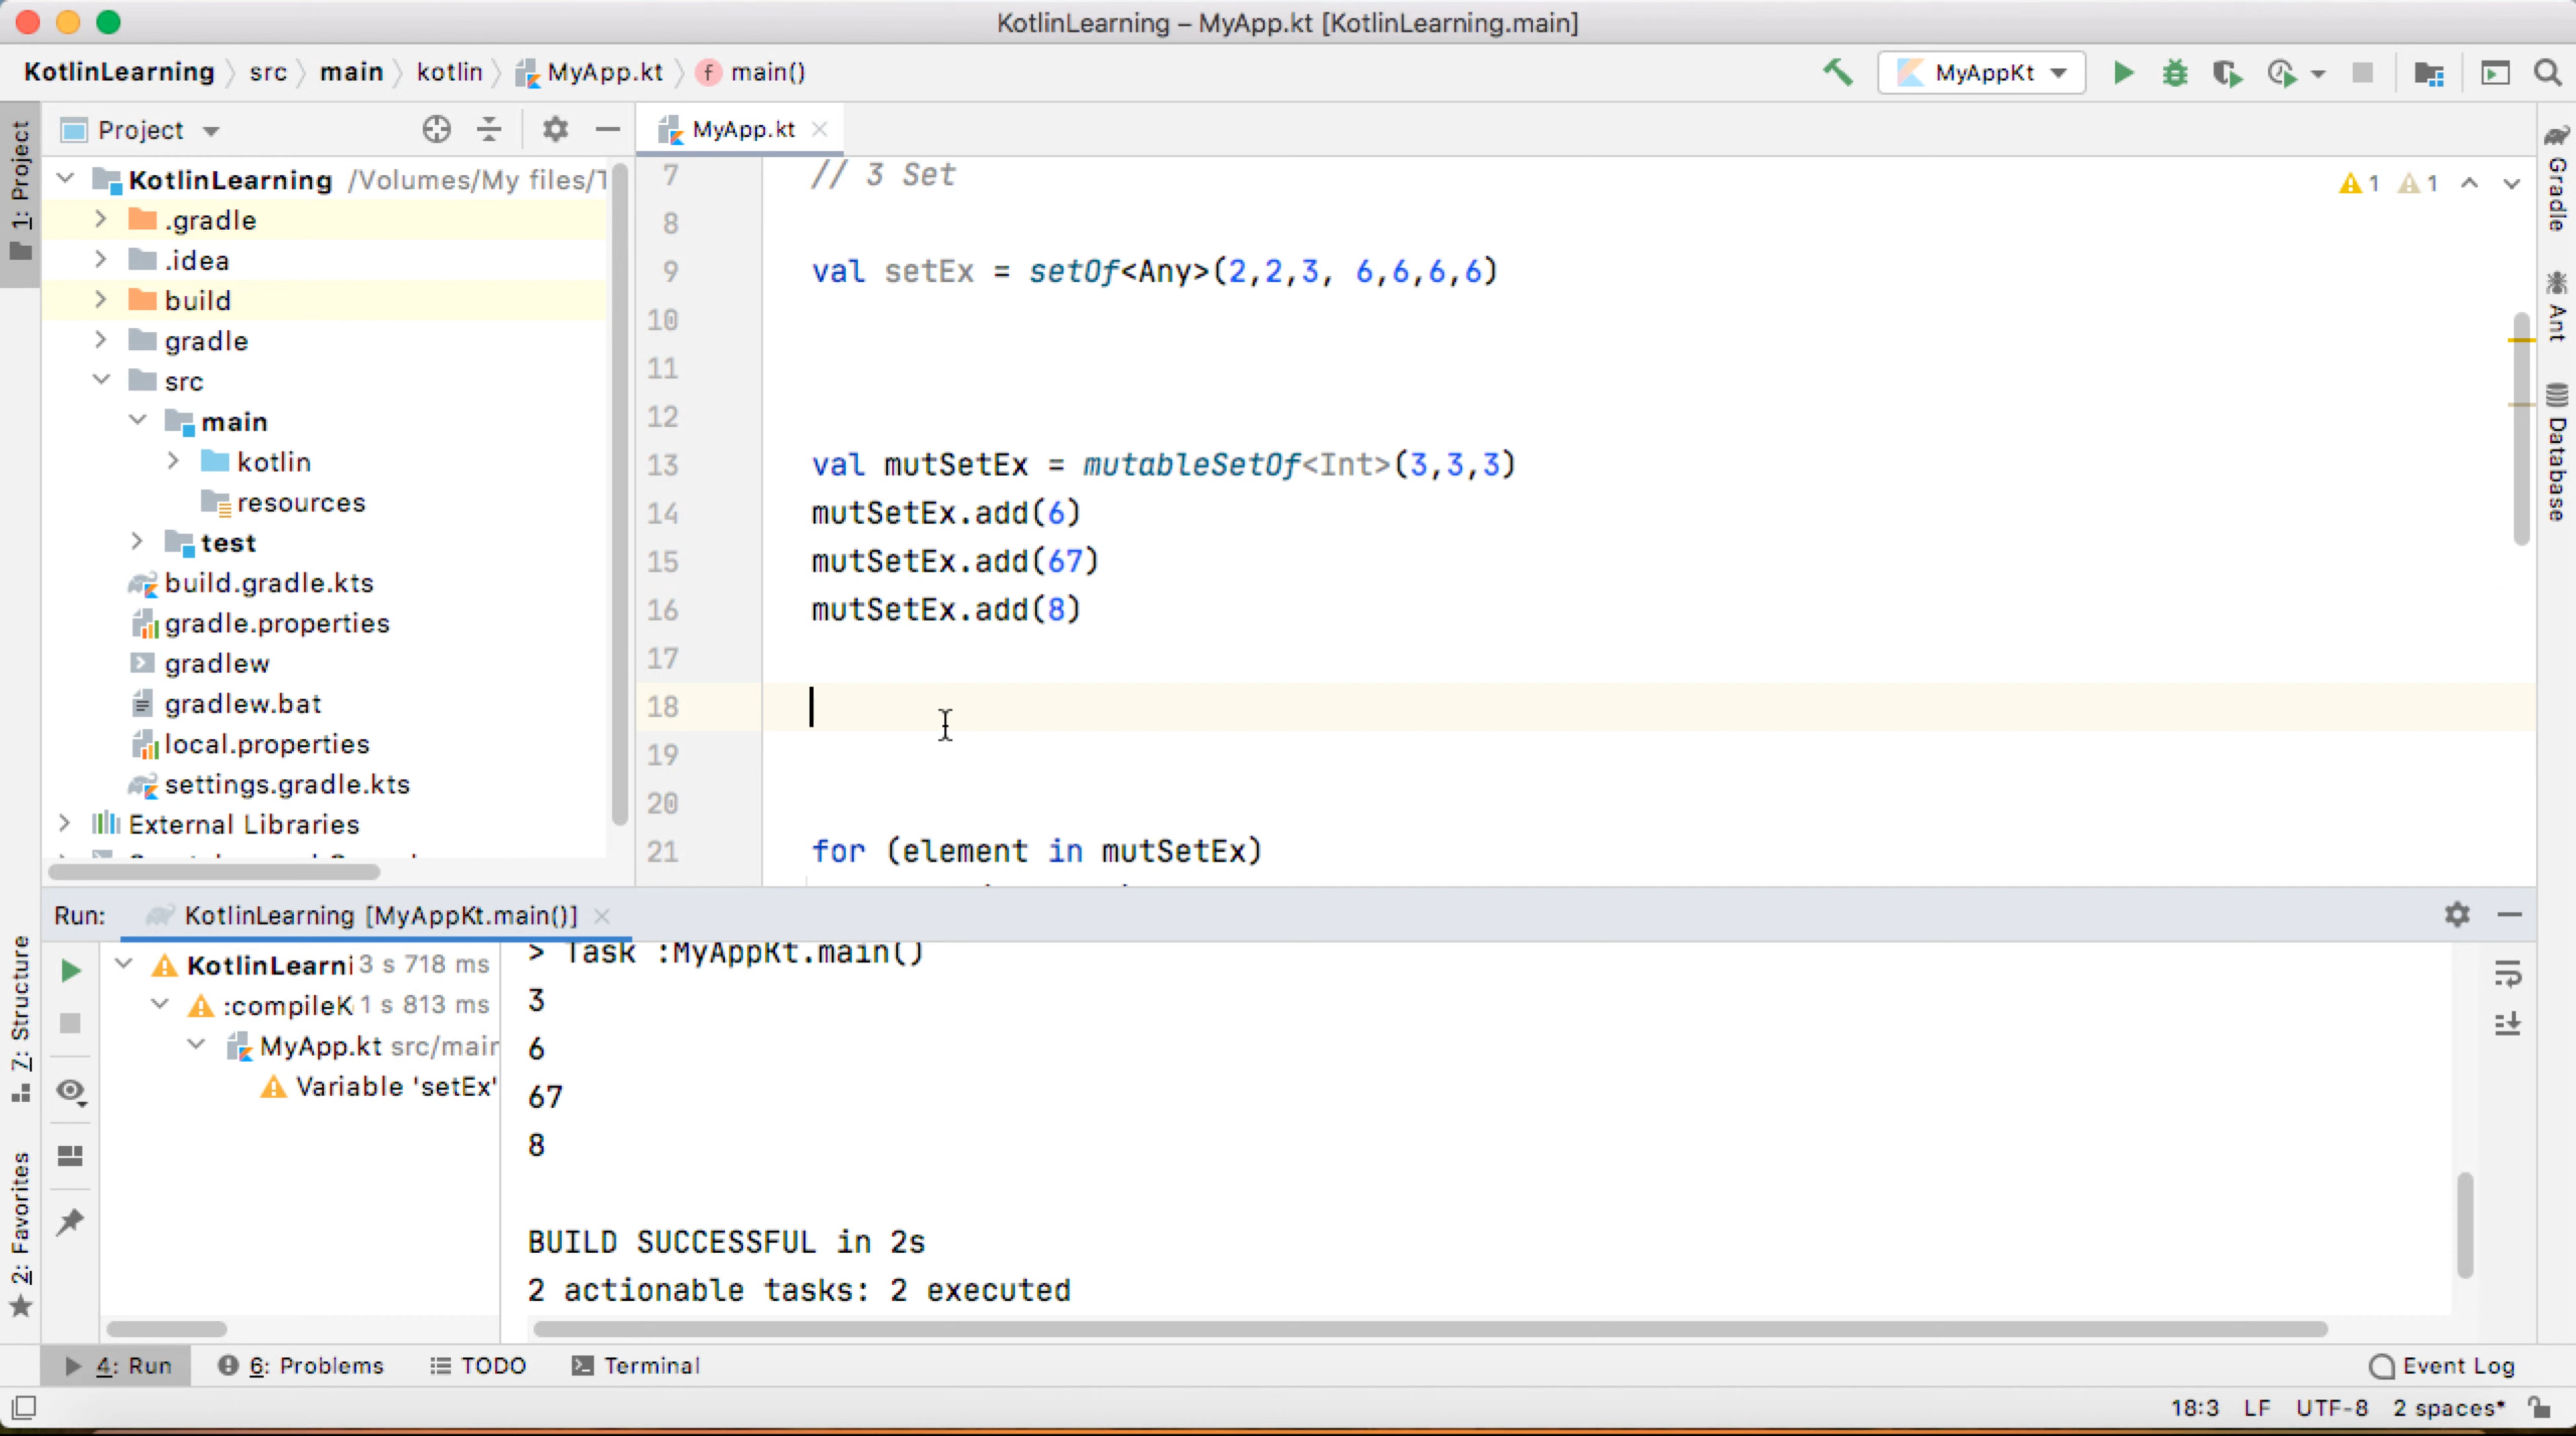 KotlinLearning – MyApp.kt [KotlinLearning.main]
KotlinLearning src main kotlin MyApp.kt f main()
MyAppKt
1: Project
Project
MyApp.kt
KotlinLearning /Volumes/My files/T
.gradle
.idea
build
gradle
src
main
kotlin
resources
test
build.gradle.kts
gradle.properties
gradlew
gradlew.bat
local.properties
settings.gradle.kts
External Libraries
7 // 3 Set
8
9 val setEx = setOf<Any>(2,2,3, 6,6,6,6)
10
11
12
13 val mutSetEx = mutableSetOf<Int>(3,3,3)
14 mutSetEx.add(6)
15 mutSetEx.add(67)
16 mutSetEx.add(8)
17
18
19
20
21 for (element in mutSetEx)
1 1
Gradle
Ant
Database
Run: KotlinLearning [MyAppKt.main()]
7: Structure
2: Favorites
KotlinLearni 3 s 718 ms
:compileK 1 s 813 ms
MyApp.kt src/main
Variable 'setEx'
> Task :MyAppKt.main()
3
6
67
8
BUILD SUCCESSFUL in 2s
2 actionable tasks: 2 executed
4: Run 6: Problems TODO Terminal Event Log
18:3 LF UTF-8 2 spaces*